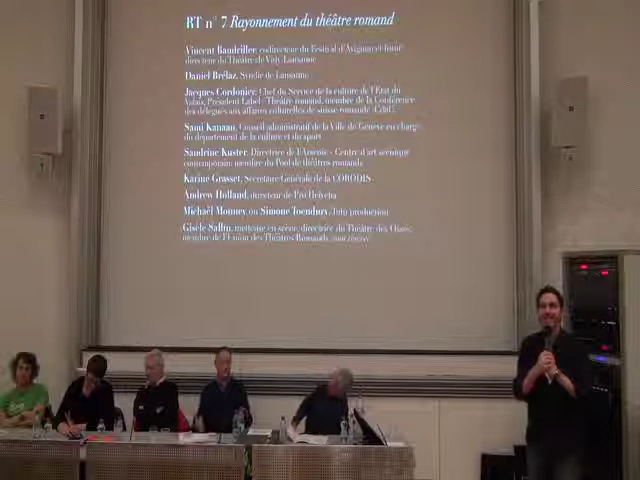 RT n° 7 Rayonnement du théâtre romand
Vincent Baudriller, codirecteur du Festival d'Avignon et futur
directeur du Théâtre de Vidy, Lausanne
Daniel Brélaz, Syndic de Lausanne
Jacques Cordonier, Chef du Service de la culture de l'Etat du
Valais, Président Label+ Théâtre romand, membre de la Conférence
des délégués aux affaires culturelles de suisse romande
Sami Kanaan, Conseil administratif de la Ville de Genève en charge
du département de la culture et du sport
Sandrine Kuster, Directrice de l'Arsenic - Centre d'art scénique
contemporain, membre du Pool de théâtres romands
Karine Grasset, Secrétaire Générale de la CORODIS
Andrew Holland, directeur de Pro Helvetia
Michaël Monney ou Simone Toendury, Tutu production
Gisèle Sallin, metteure en scène, directrice du Théâtre des Osses,
membre de l'Union des Théâtres Romands,